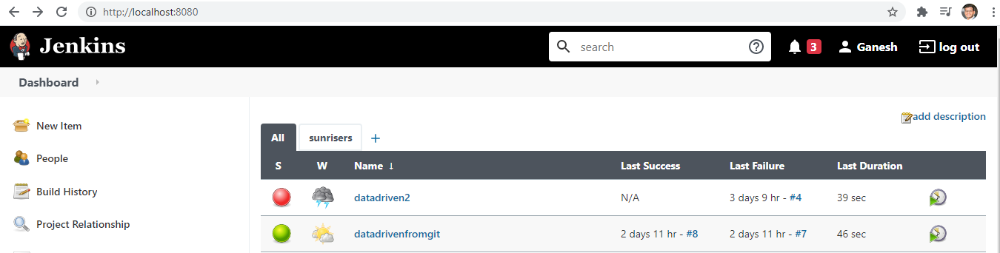 http://localhost:8080
Jenkins search 3 Ganesh log out
Dashboard
add description
New Item
People
Build History
Project Relationship
All sunrisers +
S W Name ↓ Last Success Last Failure Last Duration
datadriven2 N/A 3 days 9 hr - #4 39 sec
datadrivenfromgit 2 days 11 hr - #8 2 days 11 hr - #7 46 sec